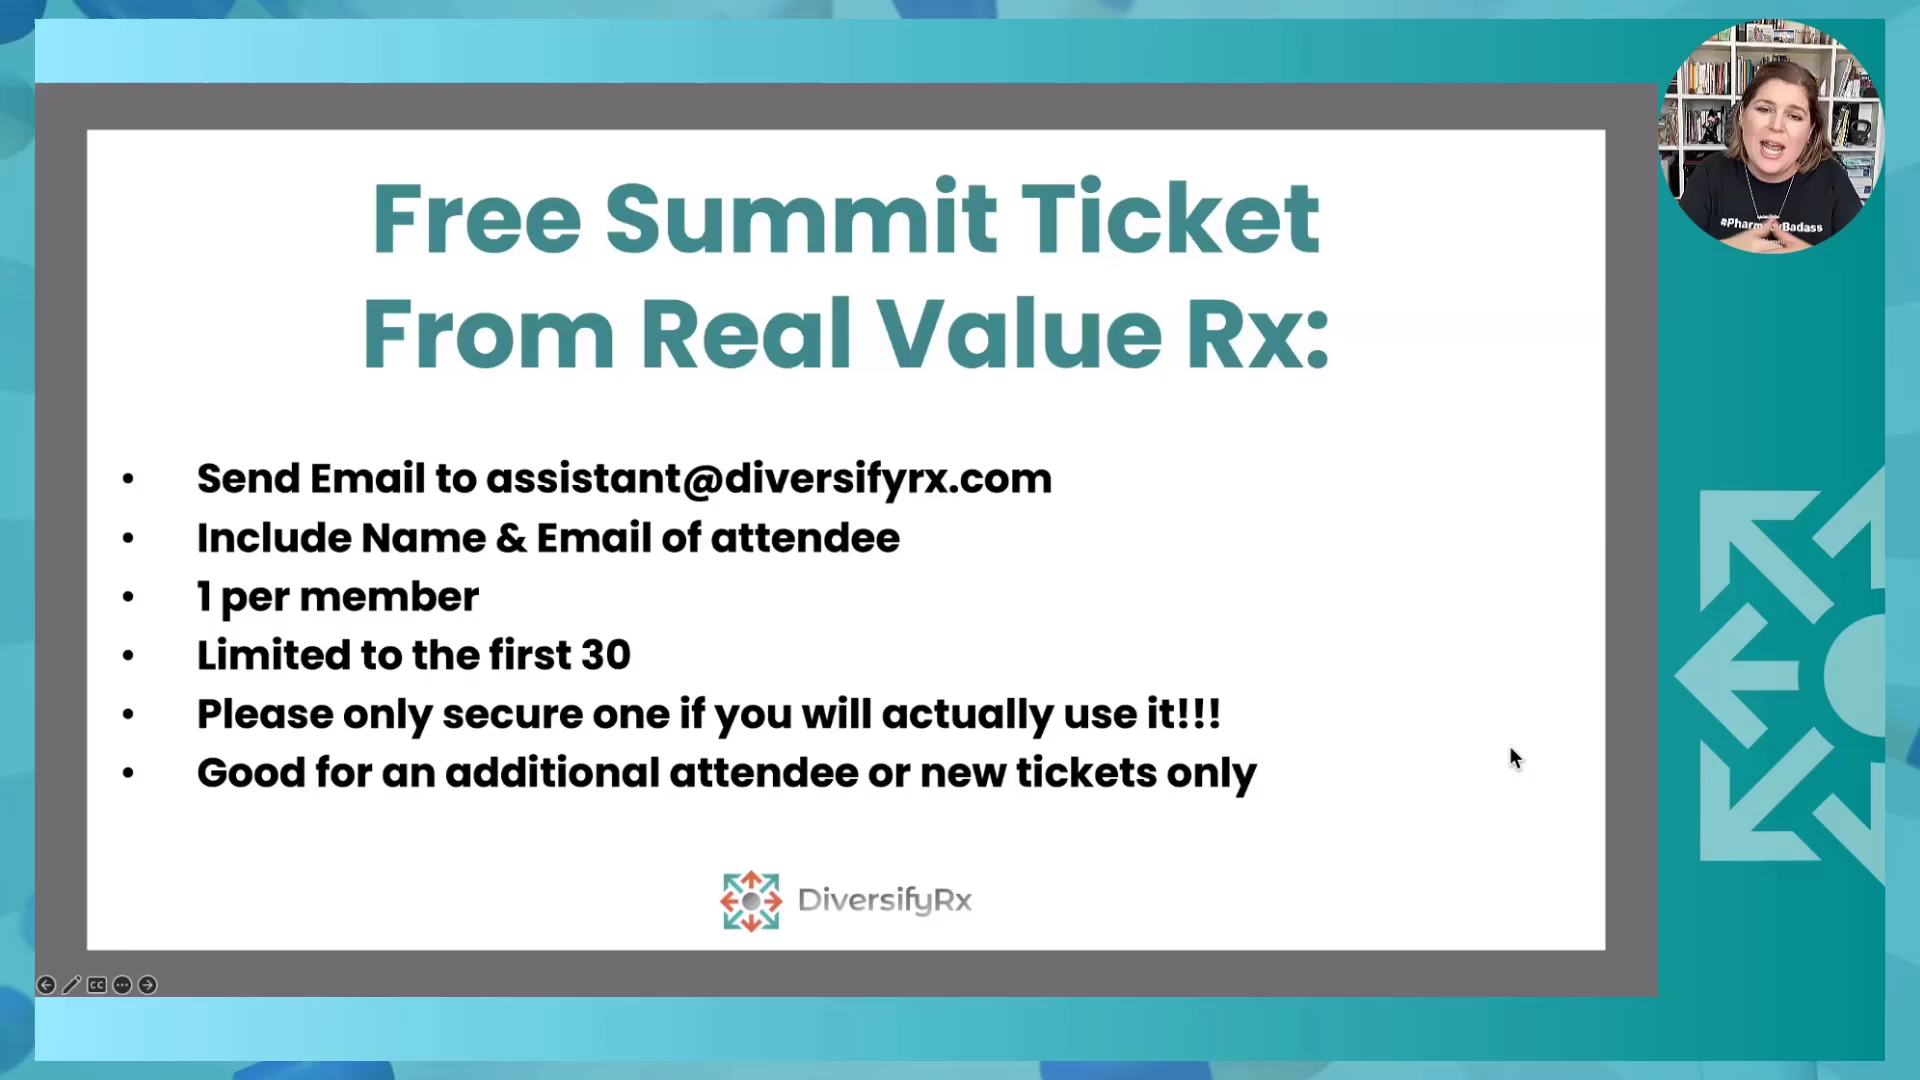 Free Summit Ticket
From Real Value Rx:
• Send Email to assistant@diversifyrx.com
• Include Name & Email of attendee
• 1 per member
• Limited to the first 30
• Please only secure one if you will actually use it!!!
• Good for an additional attendee or new tickets only
DiversifyRx
CC